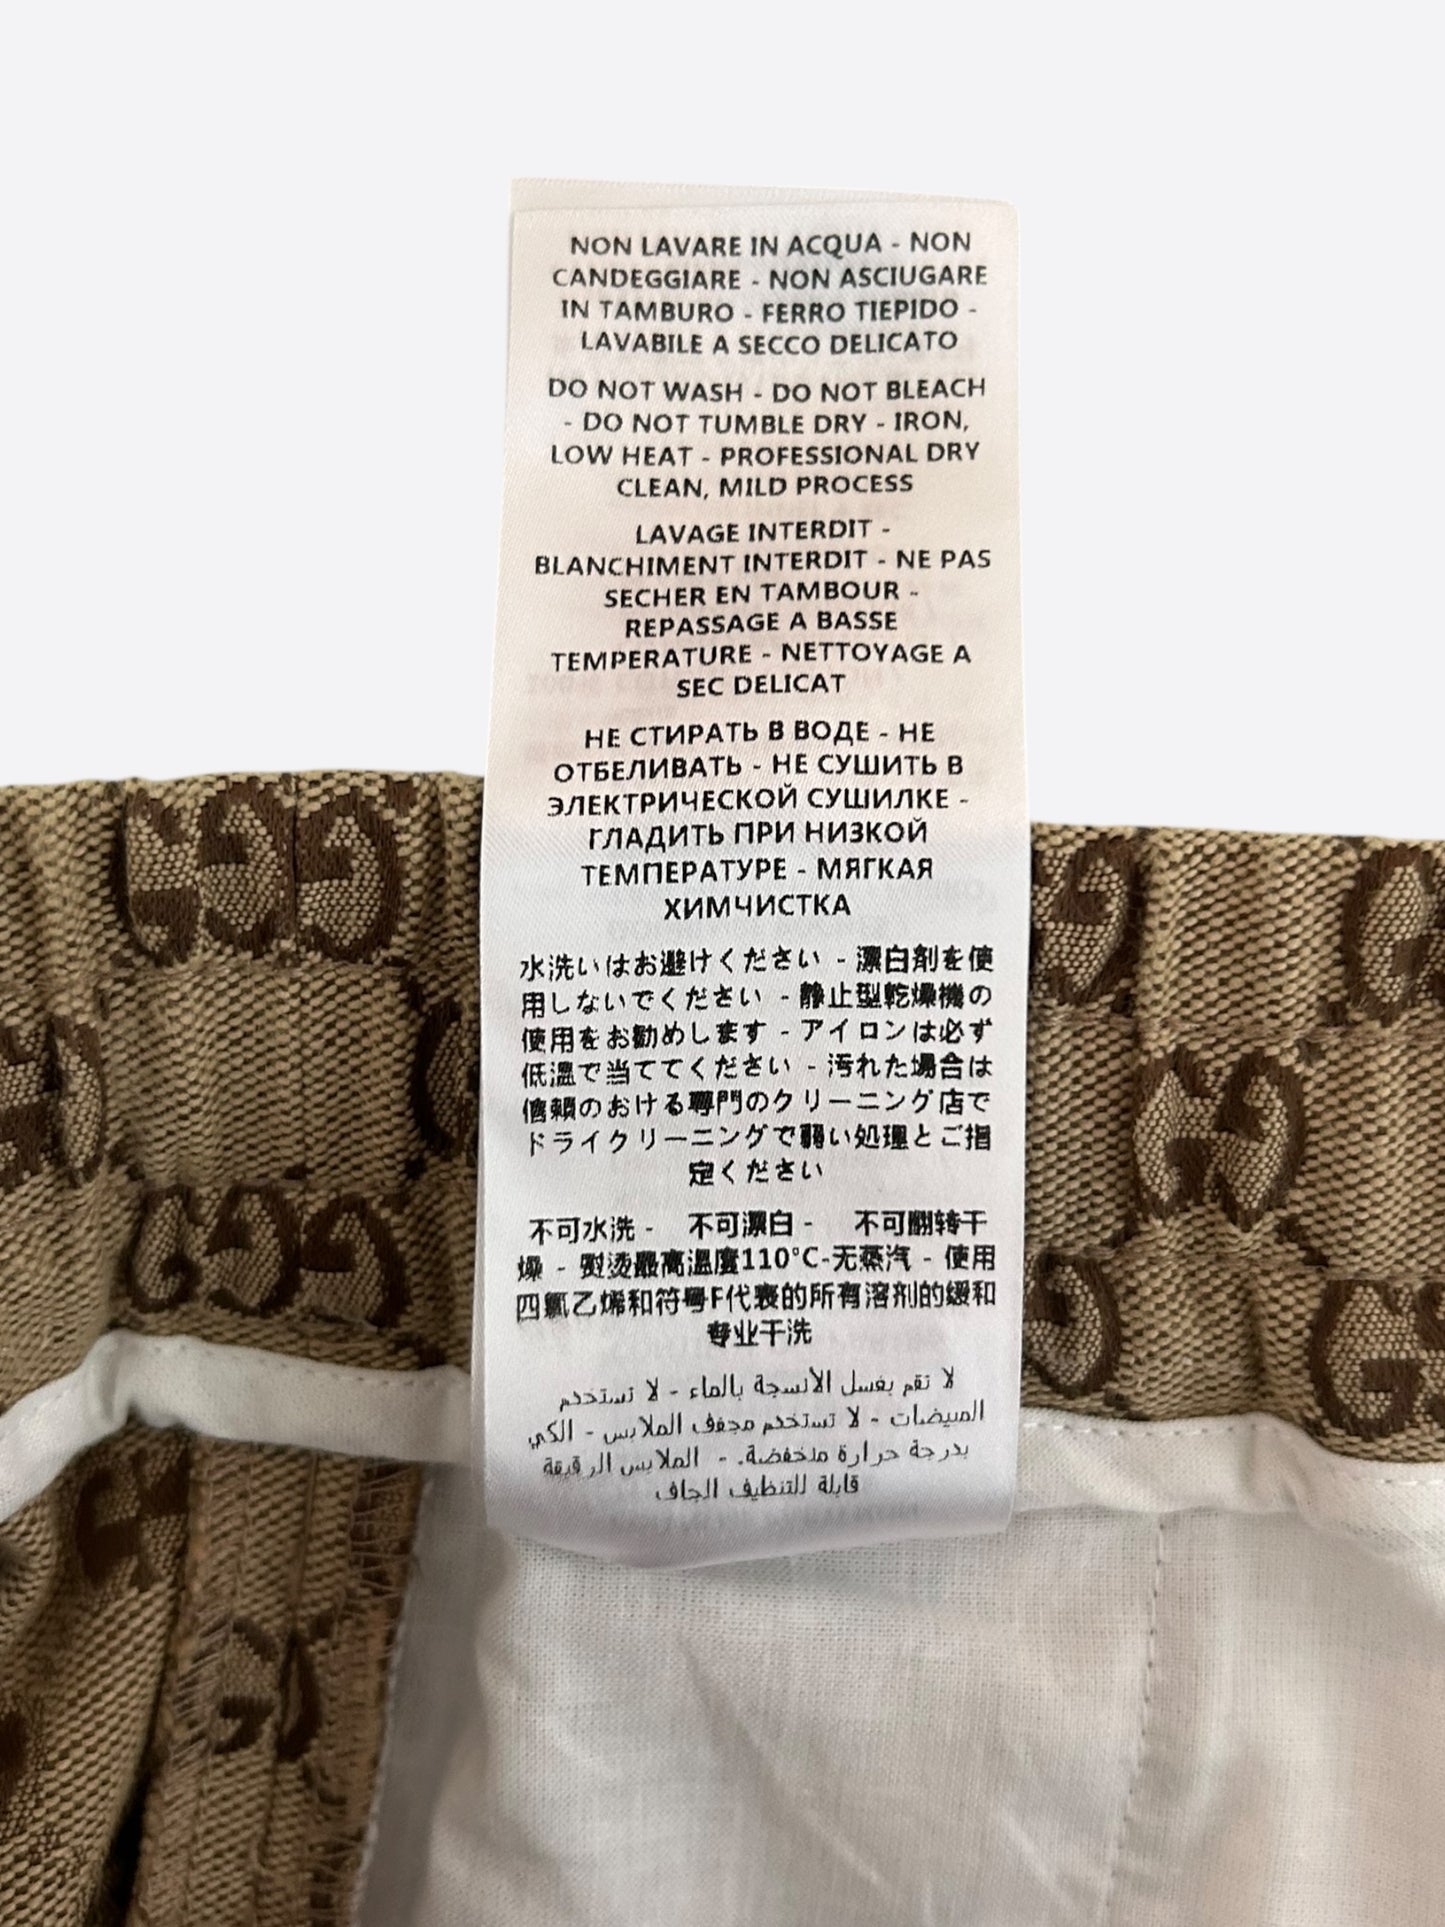 NON LAVARE IN ACQUA - NON
CANDEGGIARE - NON ASCIUGARE
IN TAMBURO - FERRO TIEPIDO -
LAVABILE A SECCO DELICATO
DO NOT WASH - DO NOT BLEACH
- DO NOT TUMBLE DRY - IRON,
LOW HEAT - PROFESSIONAL DRY
CLEAN, MILD PROCESS
LAVAGE INTERDIT -
BLANCHIMENT INTERDIT - NE PAS
SECHER EN TAMBOUR -
REPASSAGE A BASSE
TEMPERATURE - NETTOYAGE A
SEC DELICAT
НЕ СТИРАТЬ В ВОДЕ - НЕ
ОТБЕЛИВАТЬ - НЕ СУШИТЬ В
ЭЛЕКТРИЧЕСКОЙ СУШИЛКЕ -
ГЛАДИТЬ ПРИ НИЗКОЙ
ТЕМПЕРАТУРЕ - МЯГКАЯ
ХИМЧИСТКА
水洗いはお避けください - 漂白剤を使
用しないでください - 静止型乾燥機の
使用をお勧めします - アイロンは必ず
低温で当ててください - 汚れた場合は
信頼のおける専門のクリーニング店で
ドライクリーニングで弱い処理とご指
定ください
不可水洗 - 不可漂白 - 不可翻转干
燥 - 熨烫最高温度110°C-无蒸汽 - 使用
四氯乙烯和符号F代表的所有溶剂的缓和
专业干洗
لا تقم بغسل الانسجة بالماء - لا تستخدم
المبيضات - لا تستخدم مجفف الملابس - الكي
بدرجة حرارة منخفضة. - الملابس الرقيقة
قابلة للتنظيف الجاف